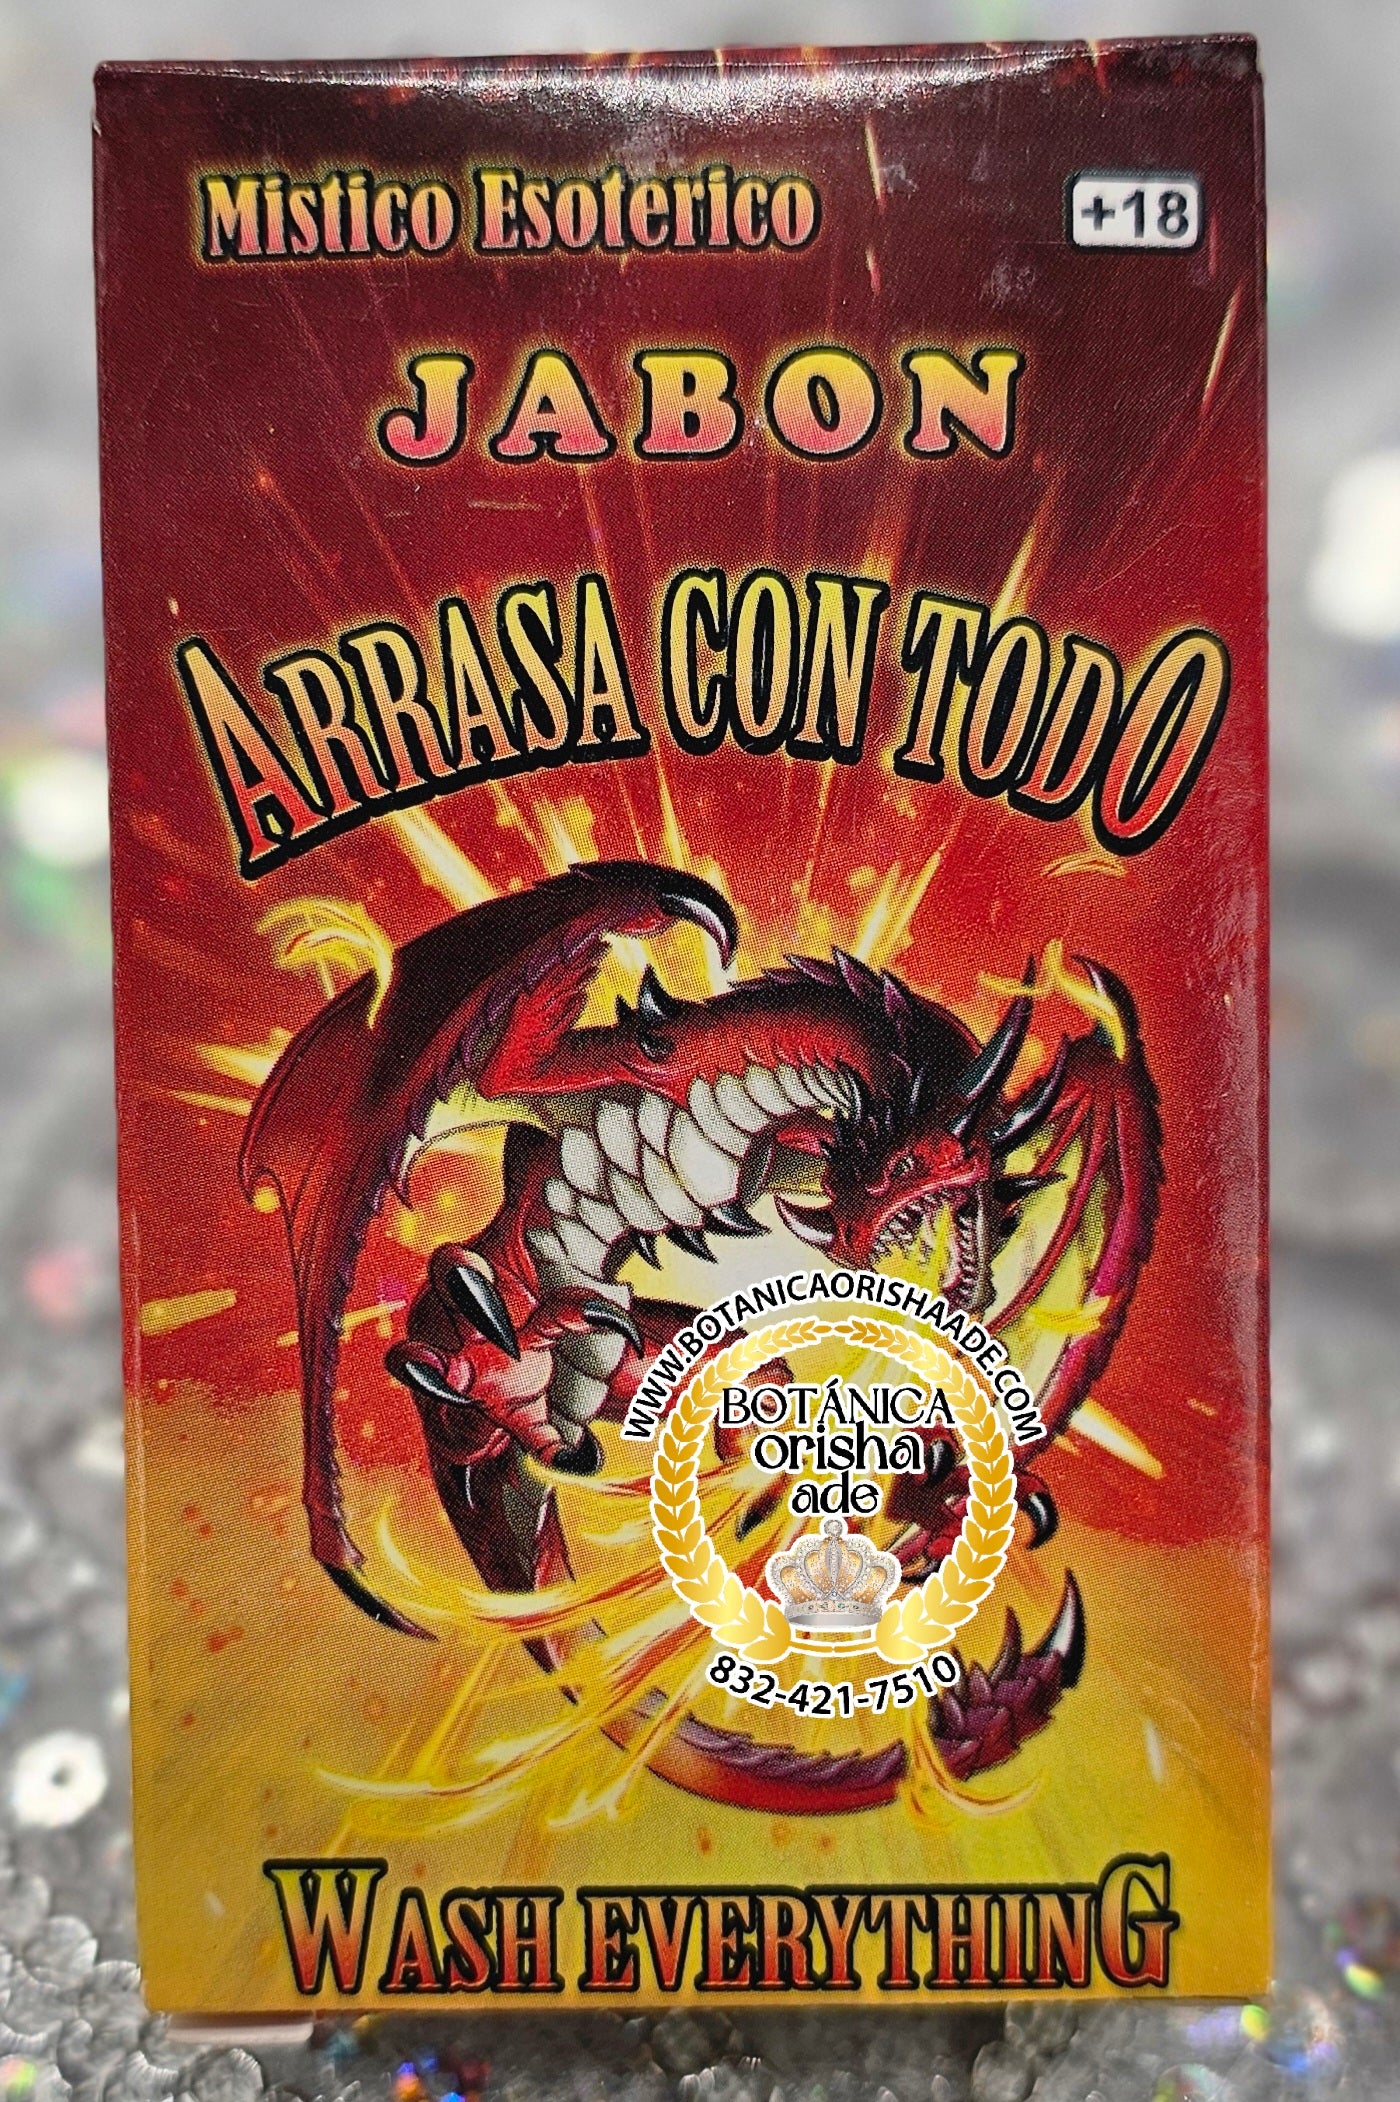 Mistico Esoterico
+18
JABON
ARRASA CON TODO
WWW.BOTANICAORISHAADE.COM
BOTÁNICA
orisha
ade
832-421-7510
WASH EVERYTHING